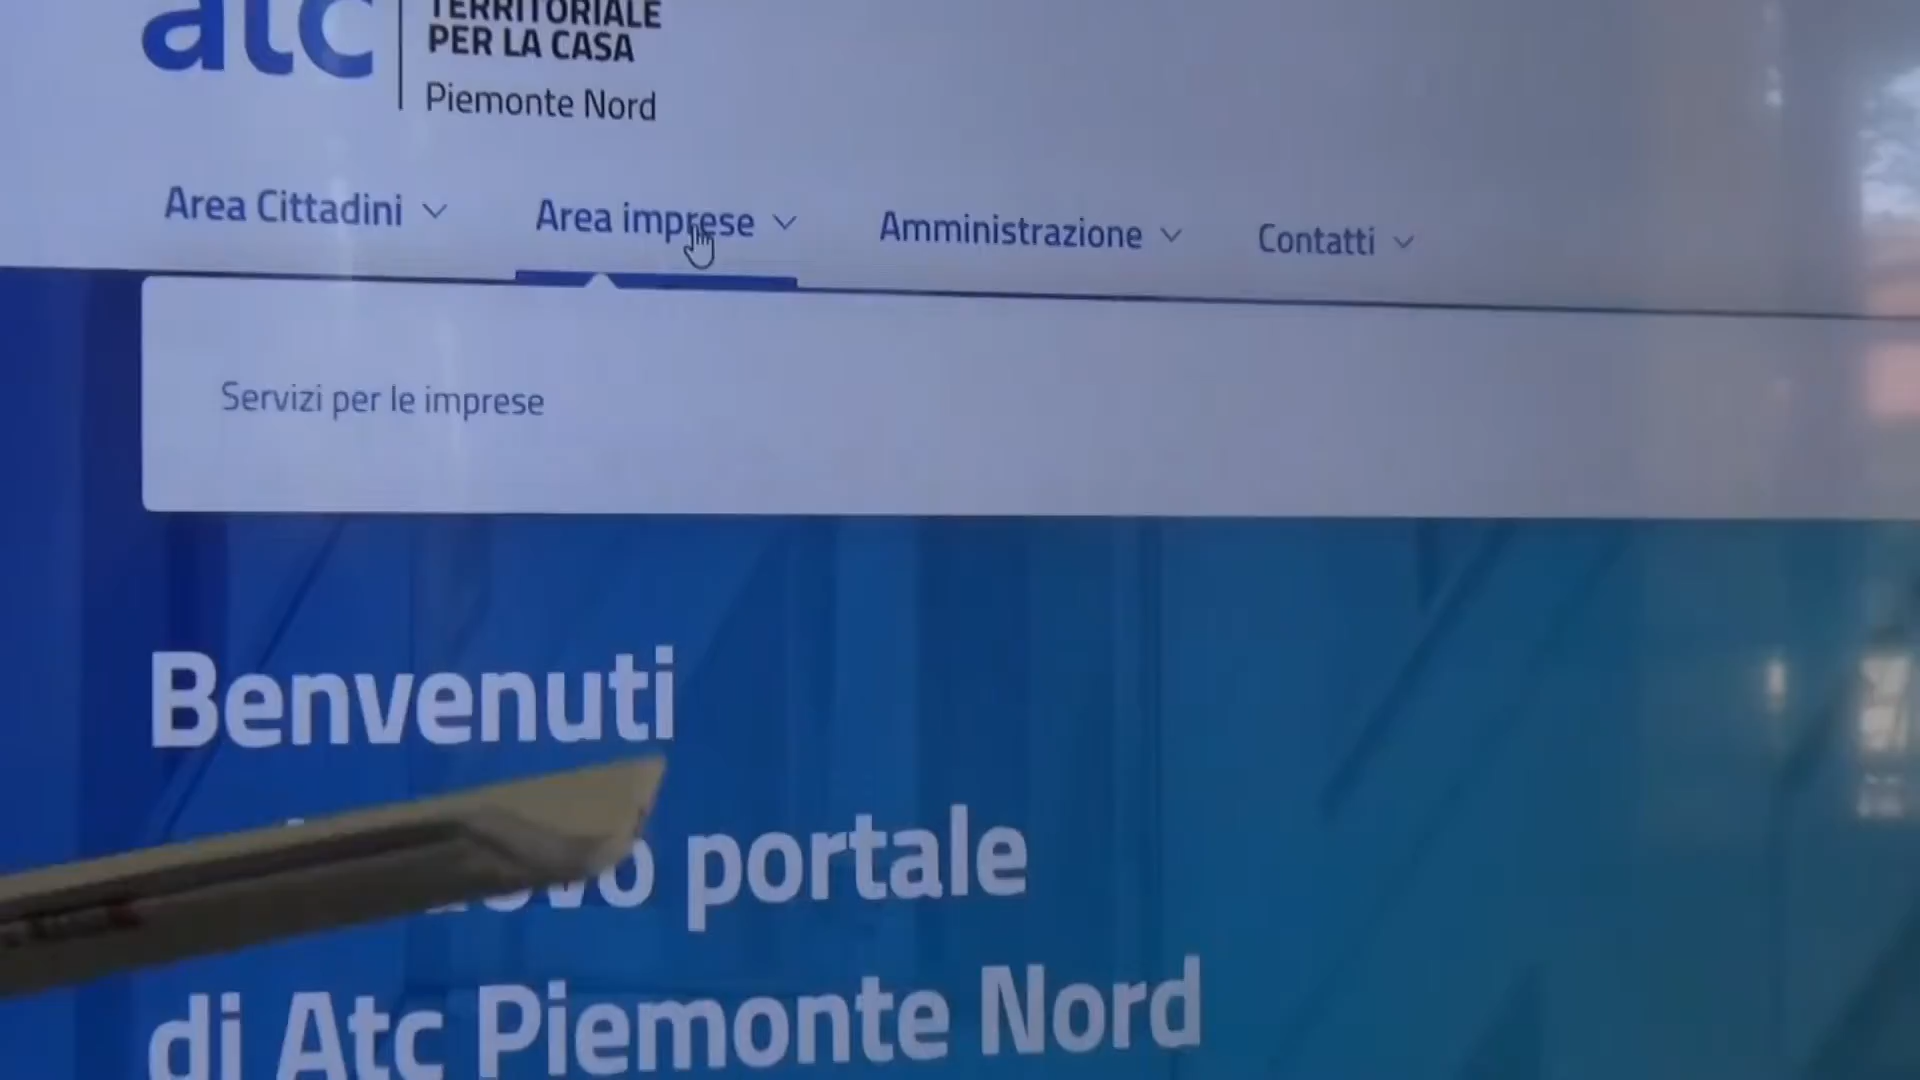 atc
TERRITORIALE
PER LA CASA
Piemonte Nord
Area Cittadini
Area imprese
Amministrazione
Contatti
Servizi per le imprese
Benvenuti
portale
di Atc Piemonte Nord